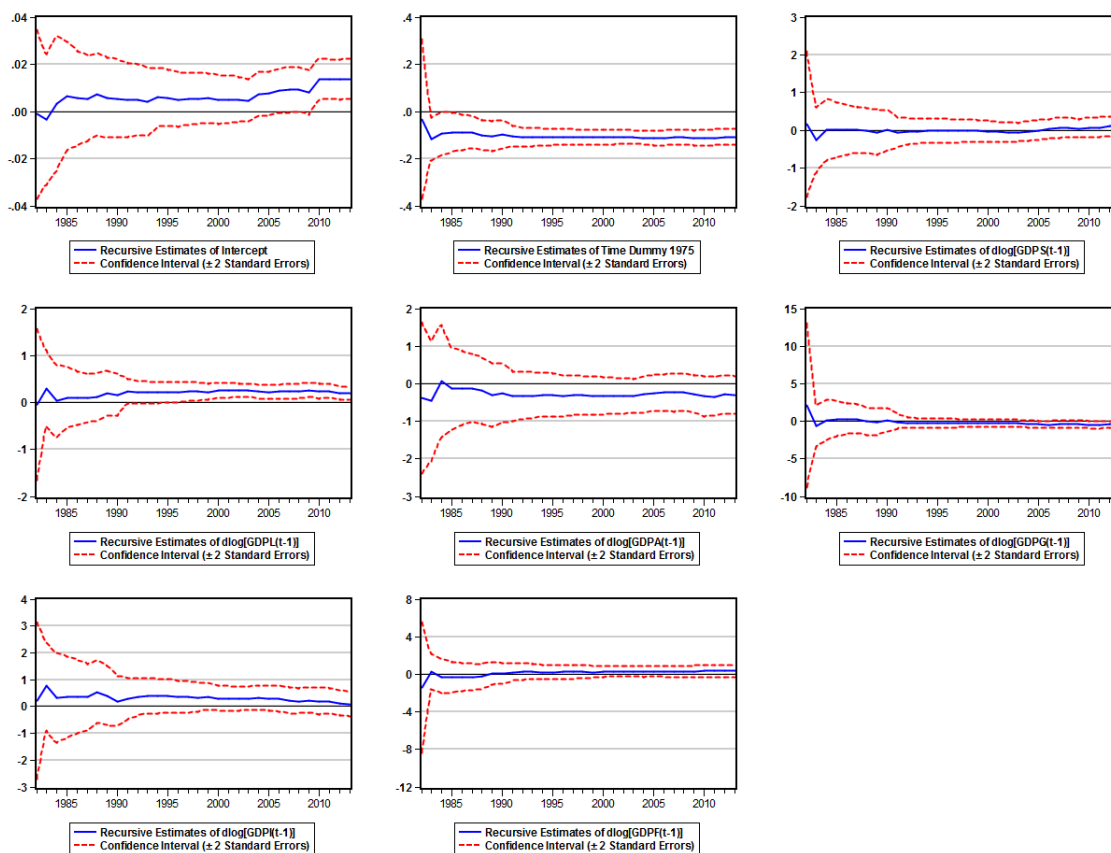 .04
.02
.00
-.02
-.04
1985 1990 1995 2000 2005 2010
Recursive Estimates of Intercept
Confidence Interval (± 2 Standard Errors)
.4
.2
.0
-.2
-.4
1985 1990 1995 2000 2005 2010
Recursive Estimates of Time Dummy 1975
Confidence Interval (± 2 Standard Errors)
3
2
1
0
-1
-2
1985 1990 1995 2000 2005 2010
Recursive Estimates of dlog[GDPS(t-1)]
Confidence Interval (± 2 Standard Errors)
2
1
0
-1
-2
1985 1990 1995 2000 2005 2010
Recursive Estimates of dlog[GDPL(t-1)]
Confidence Interval (± 2 Standard Errors)
2
1
0
-1
-2
-3
1985 1990 1995 2000 2005 2010
Recursive Estimates of dlog[GDPA(t-1)]
Confidence Interval (± 2 Standard Errors)
15
10
5
0
-5
-10
1985 1990 1995 2000 2005 2010
Recursive Estimates of dlog[GDPG(t-1)]
Confidence Interval (± 2 Standard Errors)
4
3
2
1
0
-1
-2
-3
1985 1990 1995 2000 2005 2010
Recursive Estimates of dlog[GDPI(t-1)]
Confidence Interval (± 2 Standard Errors)
8
4
0
-4
-8
-12
1985 1990 1995 2000 2005 2010
Recursive Estimates of dlog[GDPF(t-1)]
Confidence Interval (± 2 Standard Errors)